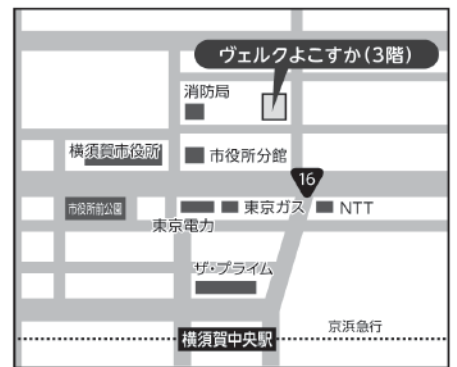 ヴェルクよこすか(3階)
消防局
横須賀市役所
市役所分館
16
市役所前公園
東京ガス
NTT
東京電力
ザ・プライム
京浜急行
横須賀中央駅